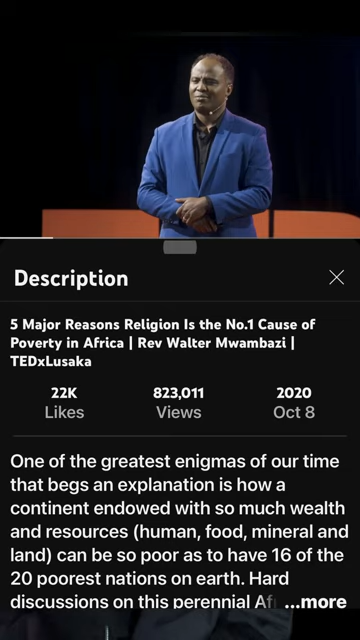 Description
5 Major Reasons Religion Is the No.1 Cause of
Poverty in Africa | Rev Walter Mwambazi |
TEDxLusaka
22K 823,011 2020
Likes Views Oct 8
One of the greatest enigmas of our time
that begs an explanation is how a
continent endowed with so much wealth
and resources (human, food, mineral and
land) can be so poor as to have 16 of the
20 poorest nations on earth. Hard
discussions on this perennial Af ...more